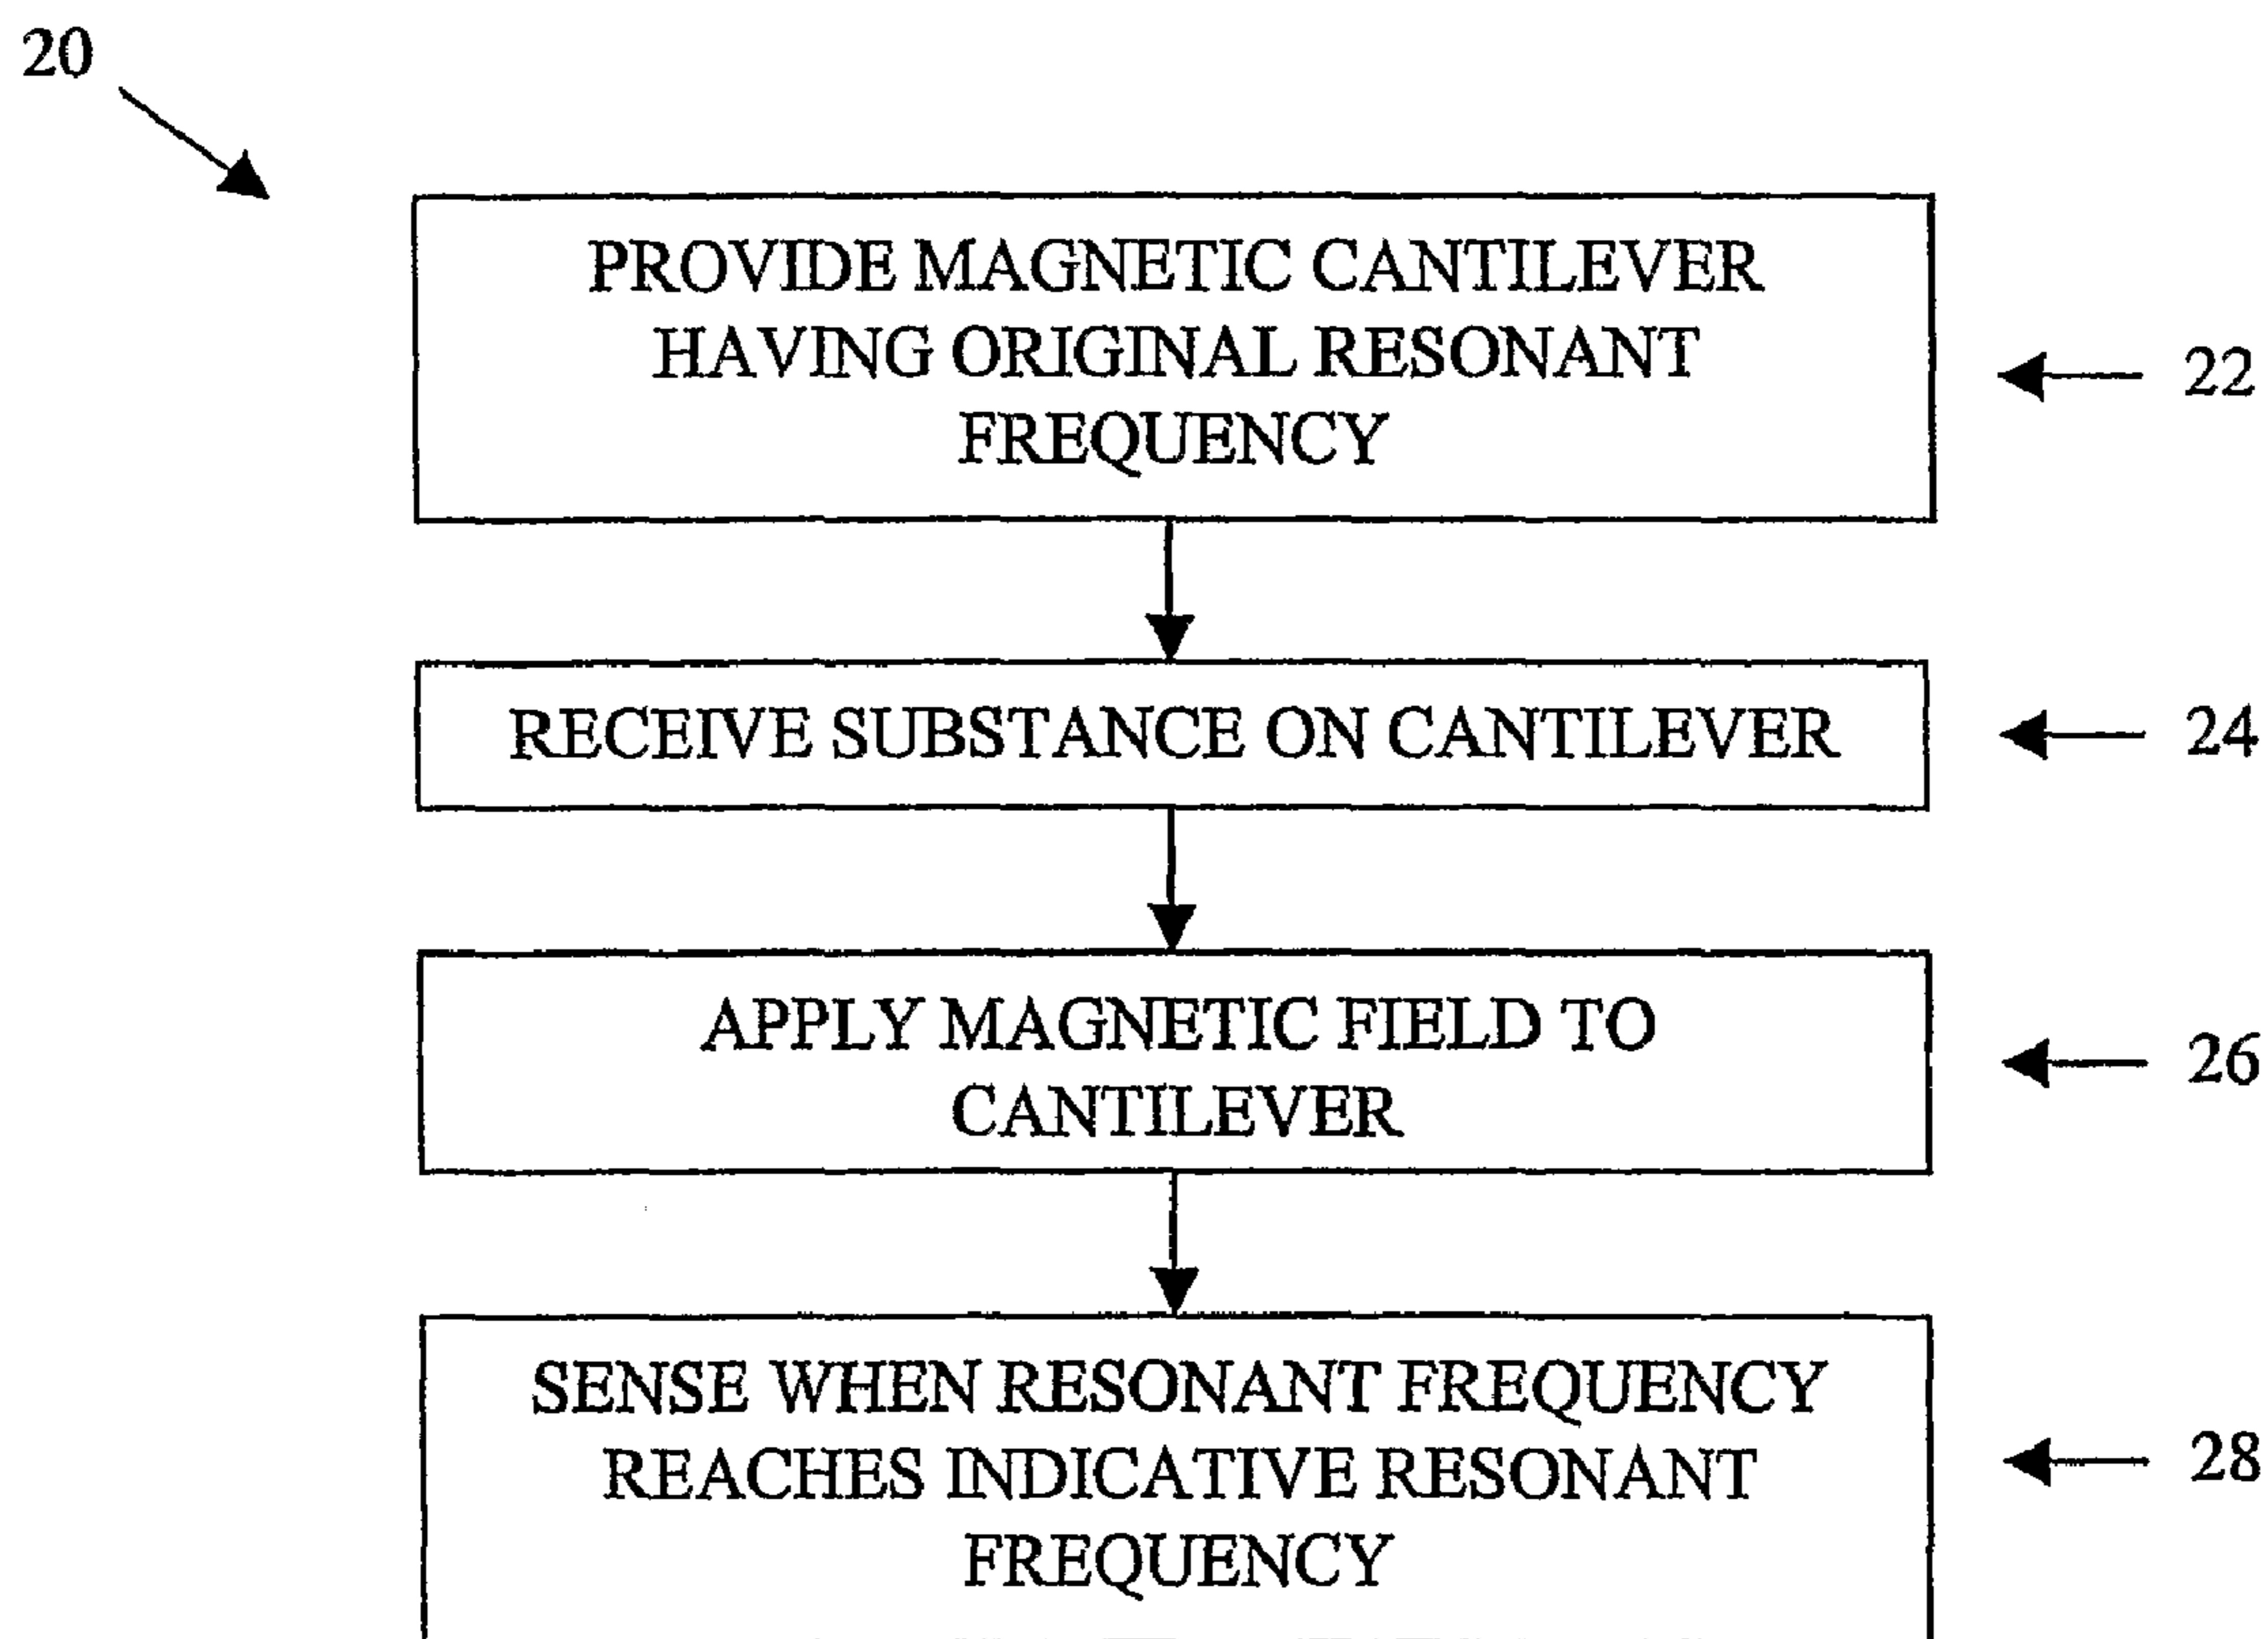 20
PROVIDE MAGNETIC CANTILEVER
HAVING ORIGINAL RESONANT
FREQUENCY
22
RECEIVE SUBSTANCE ON CANTILEVER
24
APPLY MAGNETIC FIELD TO
CANTILEVER
26
SENSE WHEN RESONANT FREQUENCY
REACHES INDICATIVE RESONANT
FREQUENCY
28